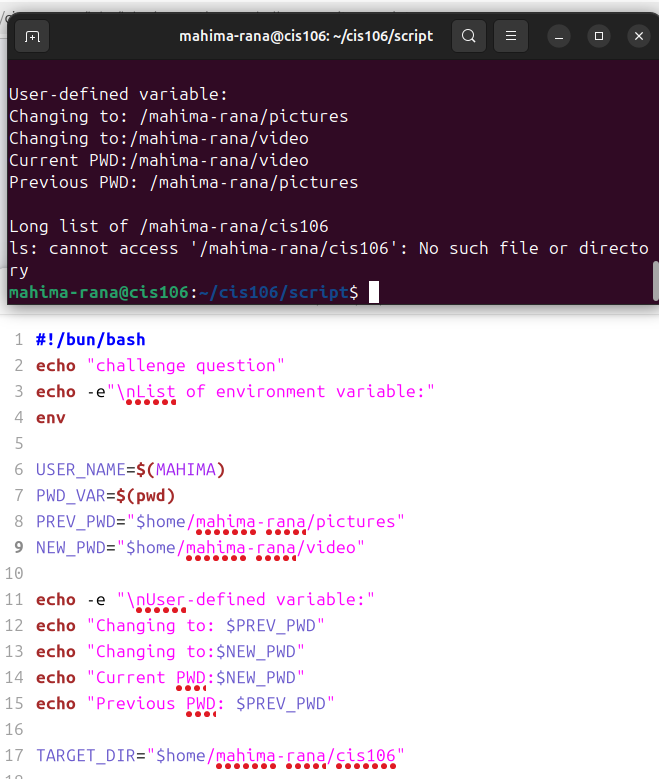 mahima-rana@cis106: ~/cis106/script
User-defined variable:
Changing to: /mahima-rana/pictures
Changing to:/mahima-rana/video
Current PWD:/mahima-rana/video
Previous PWD: /mahima-rana/pictures
Long list of /mahima-rana/cis106
ls: cannot access '/mahima-rana/cis106': No such file or directo
ry
mahima-rana@cis106:~/cis106/script$
1 #!/bun/bash
2 echo "challenge question"
3 echo -e"\nList of environment variable:"
4 env
5
6 USER_NAME=$(MAHIMA)
7 PWD_VAR=$(pwd)
8 PREV_PWD="$home/mahima-rana/pictures"
9 NEW_PWD="$home/mahima-rana/video"
10
11 echo -e "\nUser-defined variable:"
12 echo "Changing to: $PREV_PWD"
13 echo "Changing to:$NEW_PWD"
14 echo "Current PWD:$NEW_PWD"
15 echo "Previous PWD: $PREV_PWD"
16
17 TARGET_DIR="$home/mahima-rana/cis106"